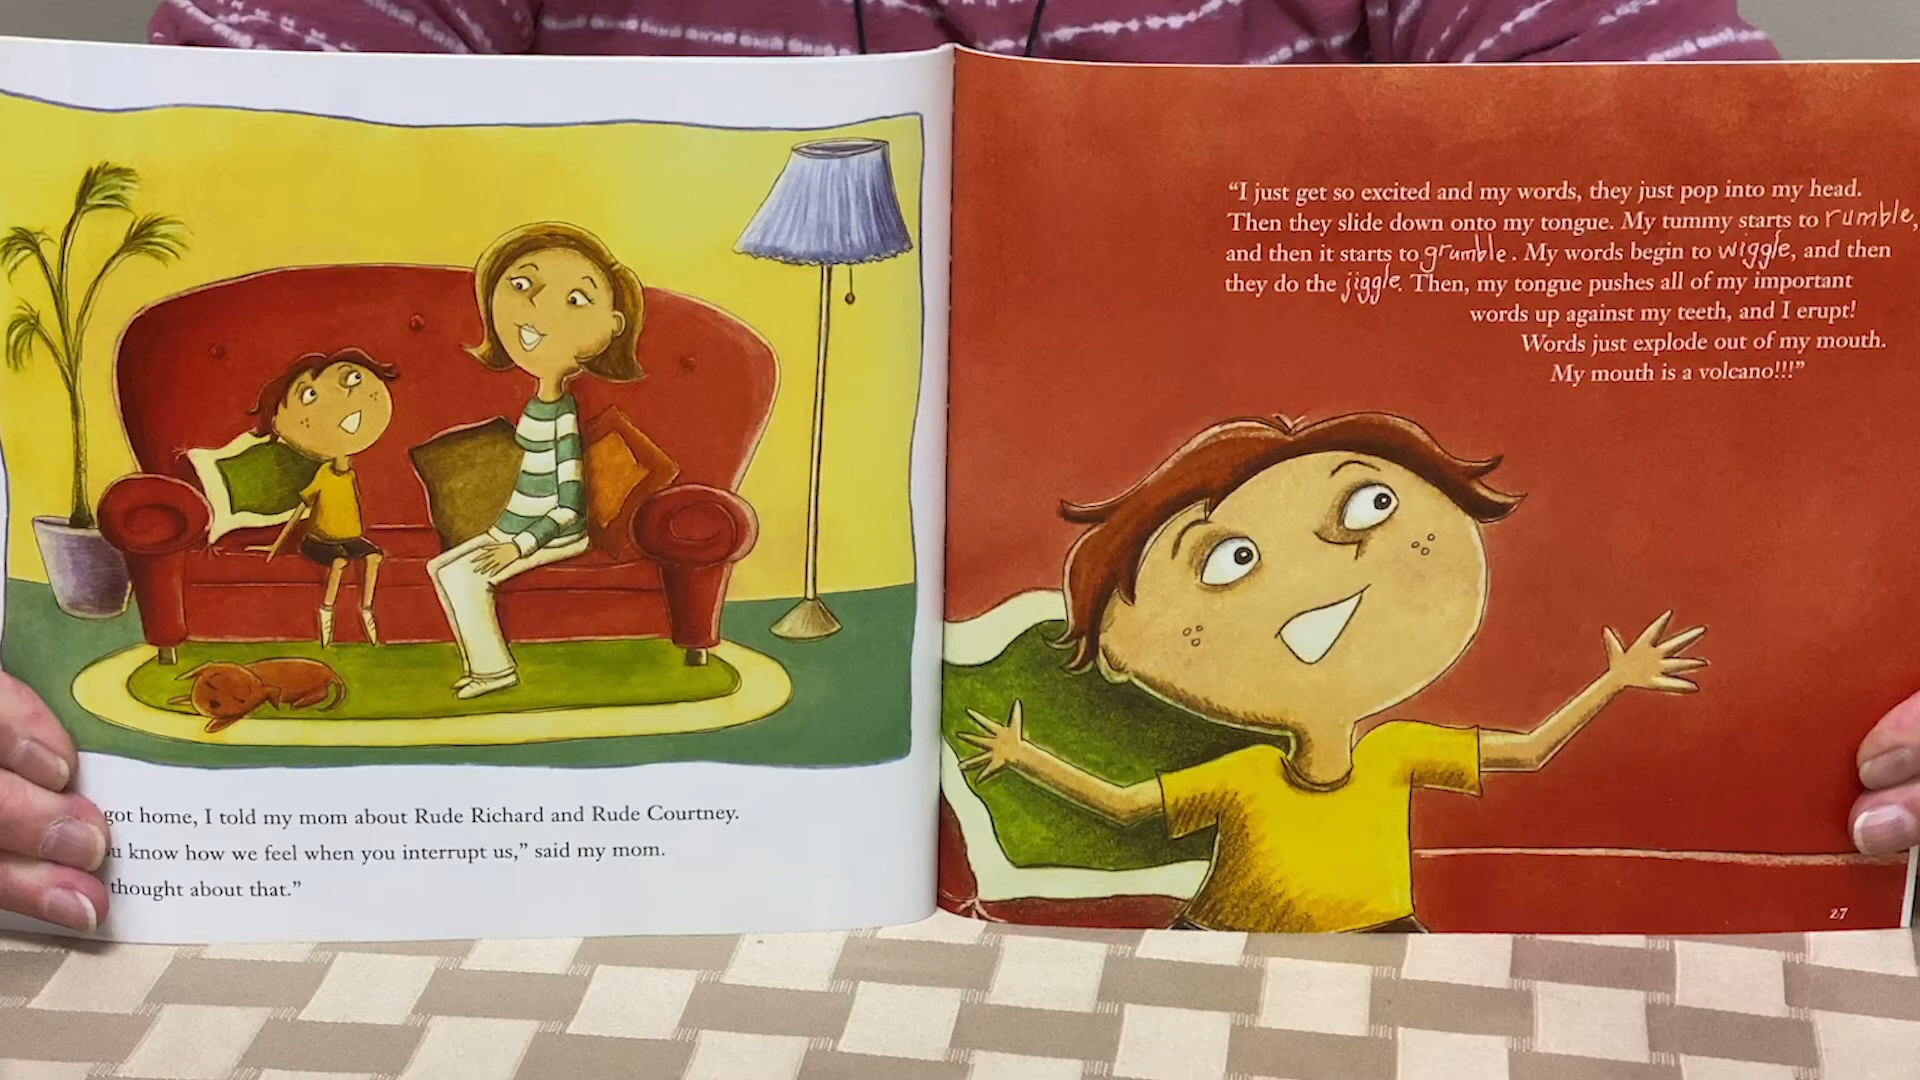 got home, I told my mom about Rude Richard and Rude Courtney.
know how we feel when you interrupt us,” said my mom.
thought about that.”
“I just get so excited and my words, they just pop into my head.
Then they slide down onto my tongue. My tummy starts to rumble,
and then it starts to grumble. My words begin to wiggle, and then
they do the jiggle. Then, my tongue pushes all of my important
words up against my teeth, and I erupt!
Words just explode out of my mouth.
My mouth is a volcano!!!”
27